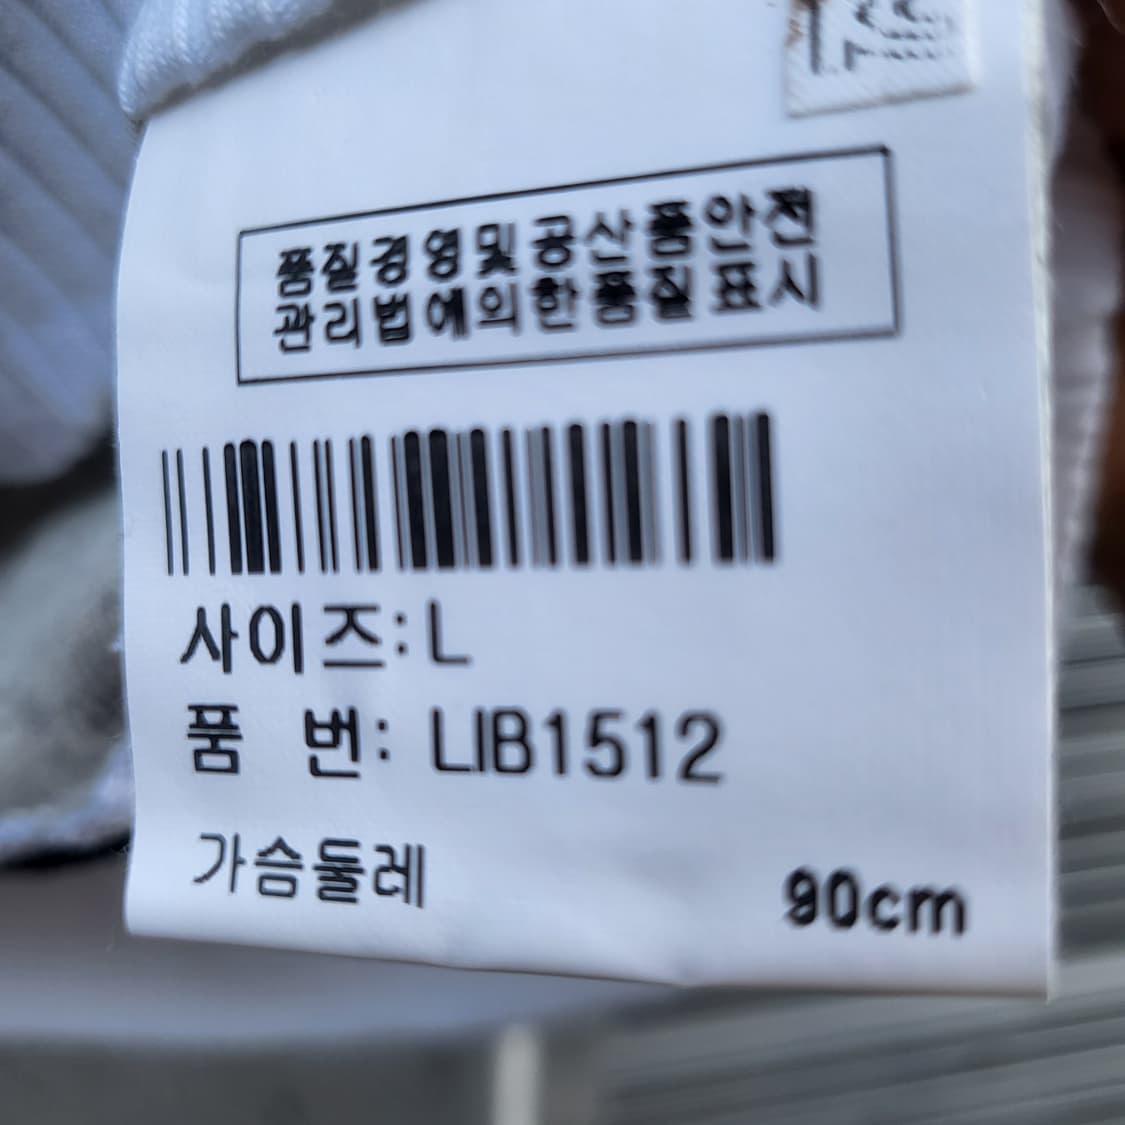 품질경영및공산품안전
관리법에의한품질표시
사이즈: L
품 번: LIB1512
가슴둘레 90cm